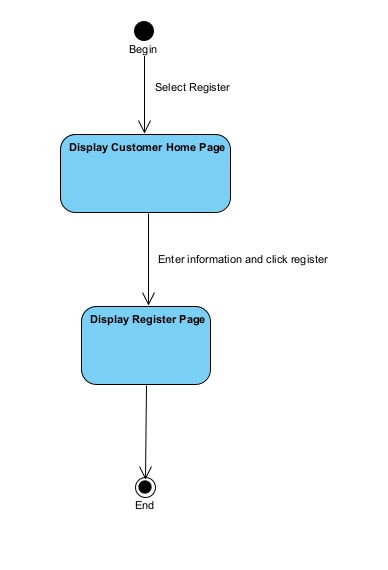 Begin
Select Register
Display Customer Home Page
Enter information and click register
Display Register Page
End